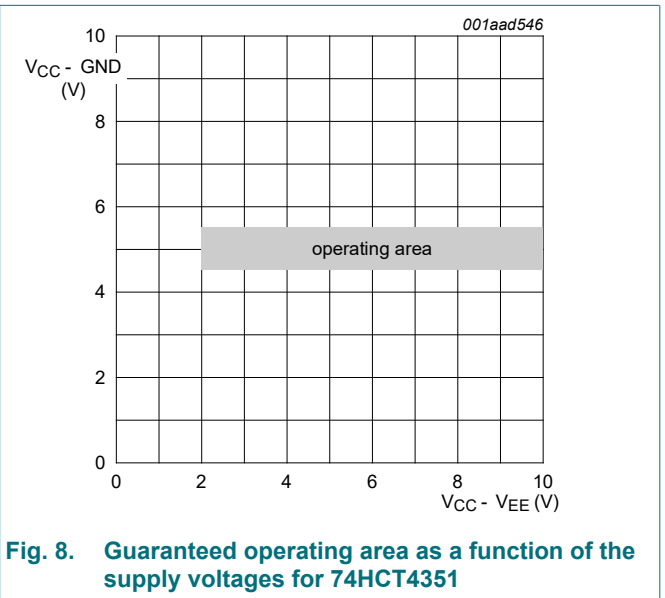 001aad546
10
VCC - GND
(V)
8
6
operating area
4
2
0
0 2 4 6 8 10
VCC - VEE (V)
Fig. 8. Guaranteed operating area as a function of the
supply voltages for 74HCT4351